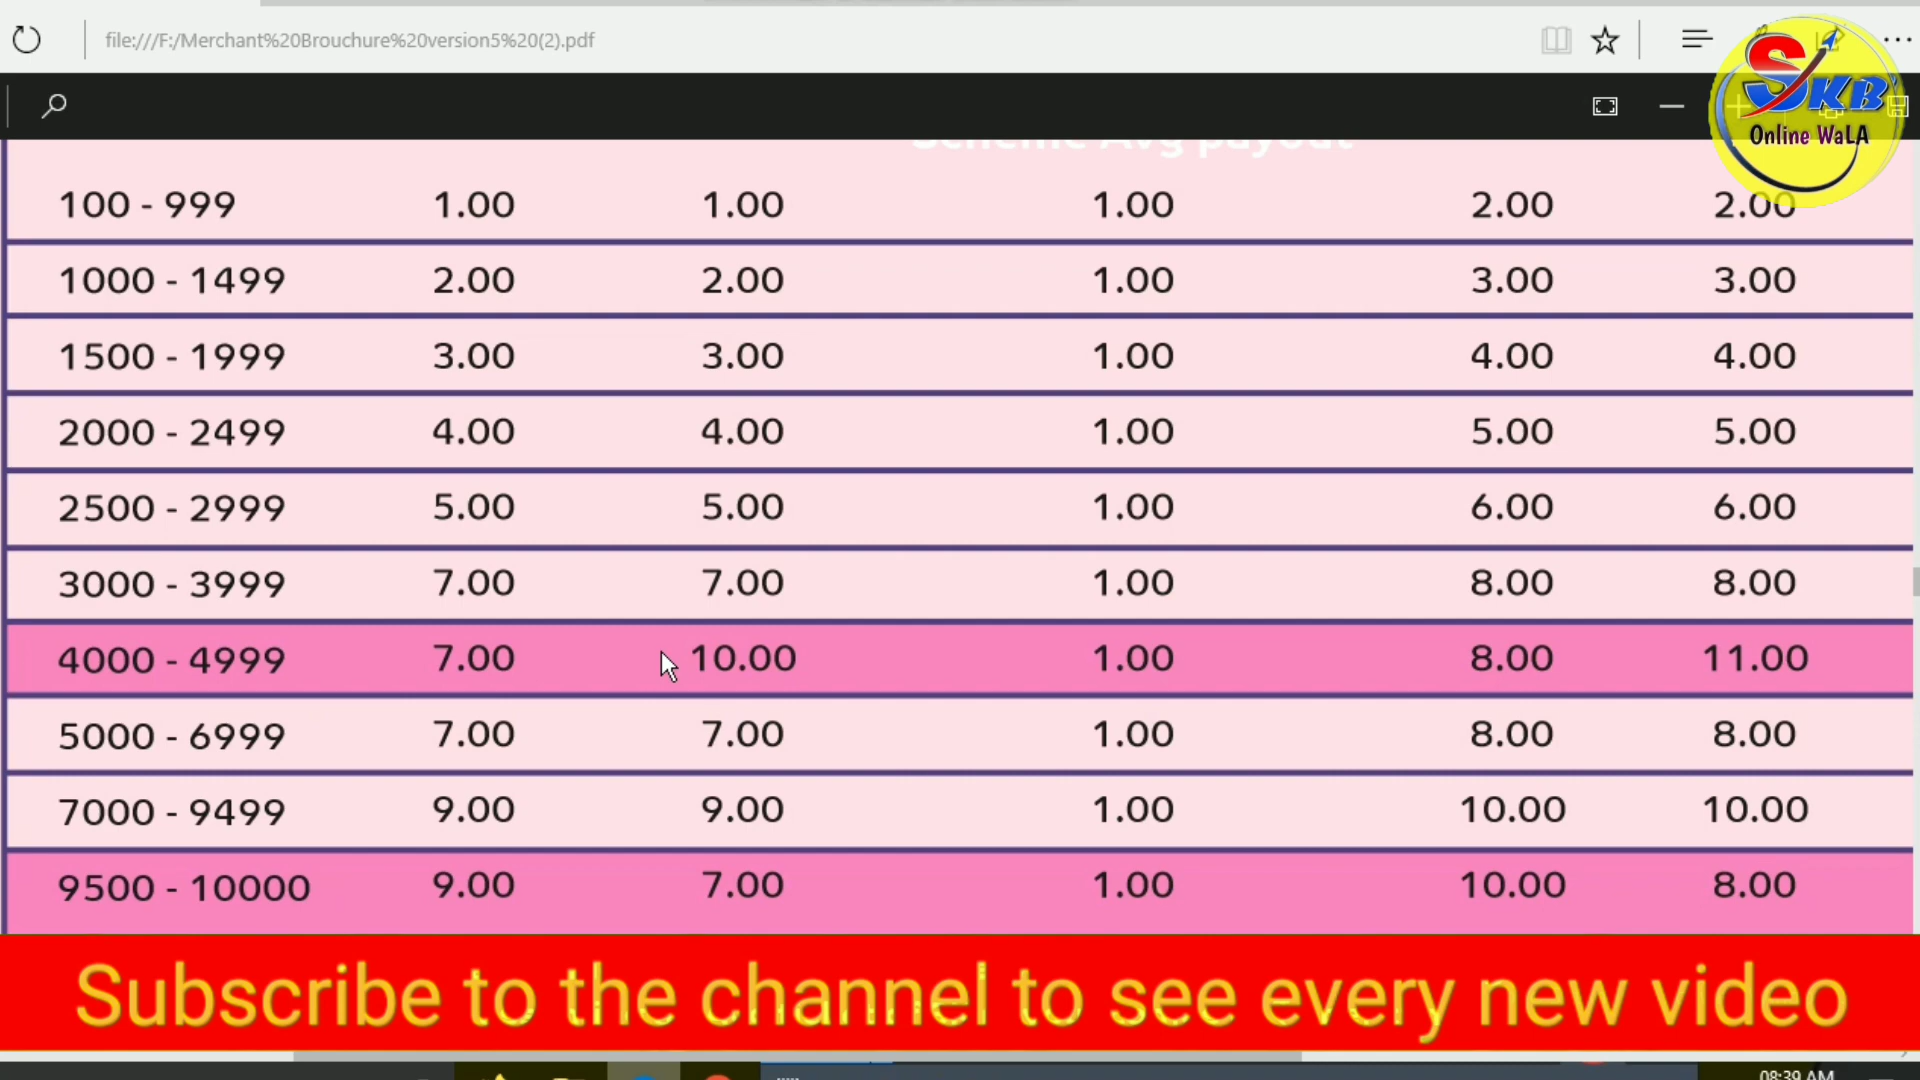 file:///F:/Merchant%20Brouchure%20version5%20(2).pdf
SKB
Online WaLA
Scheme Avg payout
100 - 999 1.00 1.00 1.00 2.00 2.00
1000 - 1499 2.00 2.00 1.00 3.00 3.00
1500 - 1999 3.00 3.00 1.00 4.00 4.00
2000 - 2499 4.00 4.00 1.00 5.00 5.00
2500 - 2999 5.00 5.00 1.00 6.00 6.00
3000 - 3999 7.00 7.00 1.00 8.00 8.00
4000 - 4999 7.00 10.00 1.00 8.00 11.00
5000 - 6999 7.00 7.00 1.00 8.00 8.00
7000 - 9499 9.00 9.00 1.00 10.00 10.00
9500 - 10000 9.00 7.00 1.00 10.00 8.00
Subscribe to the channel to see every new video
08:39 AM